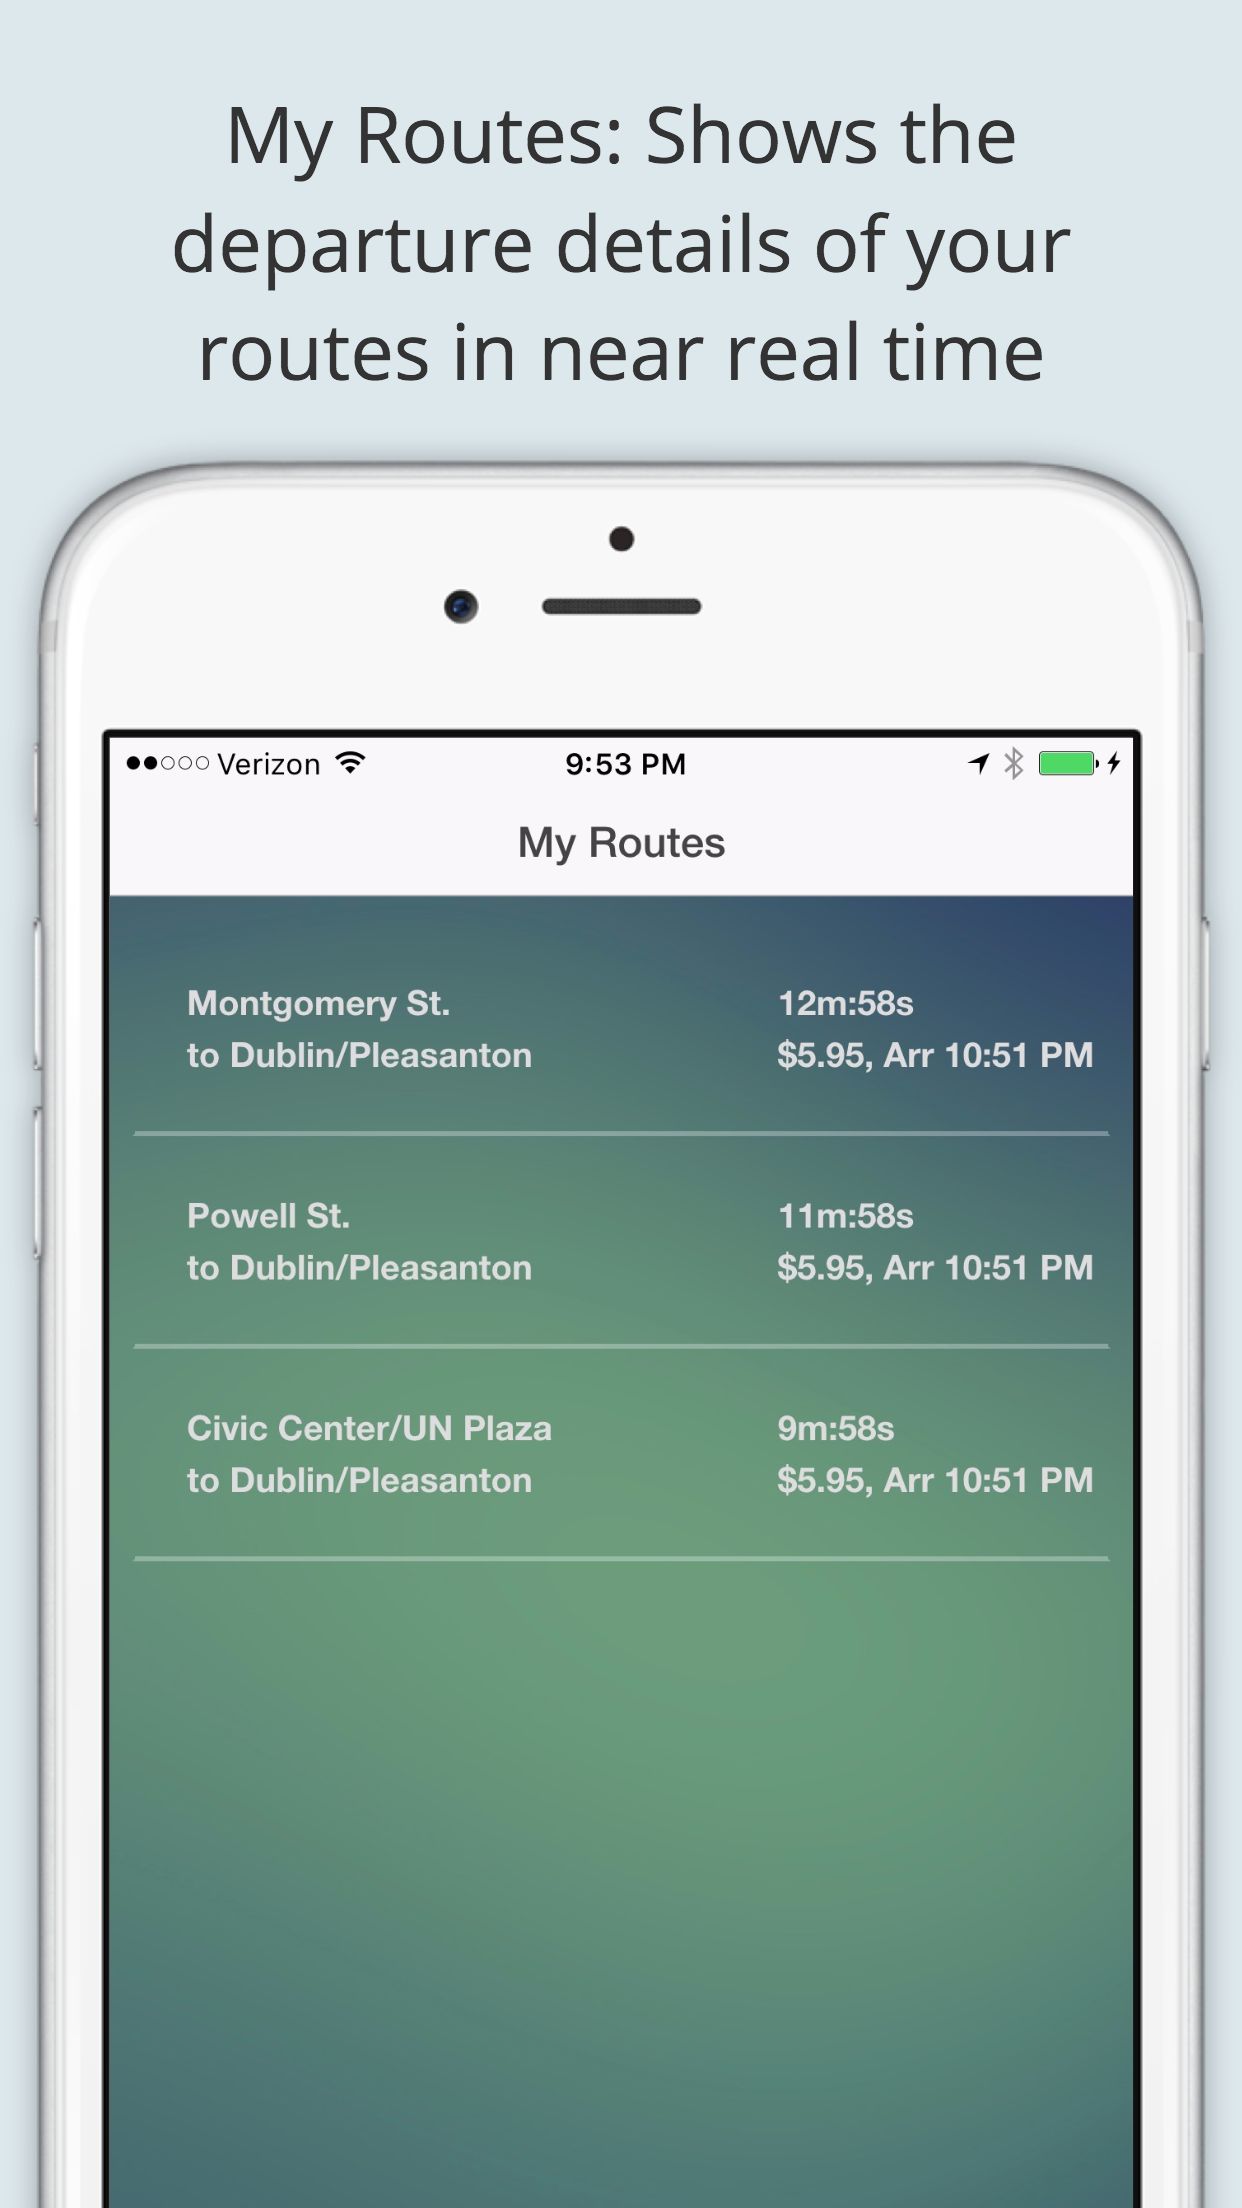 My Routes: Shows the
departure details of your
routes in near real time
Verizon 9:53 PM
My Routes
Montgomery St. 12m:58s
to Dublin/Pleasanton $5.95, Arr 10:51 PM
Powell St. 11m:58s
to Dublin/Pleasanton $5.95, Arr 10:51 PM
Civic Center/UN Plaza 9m:58s
to Dublin/Pleasanton $5.95, Arr 10:51 PM